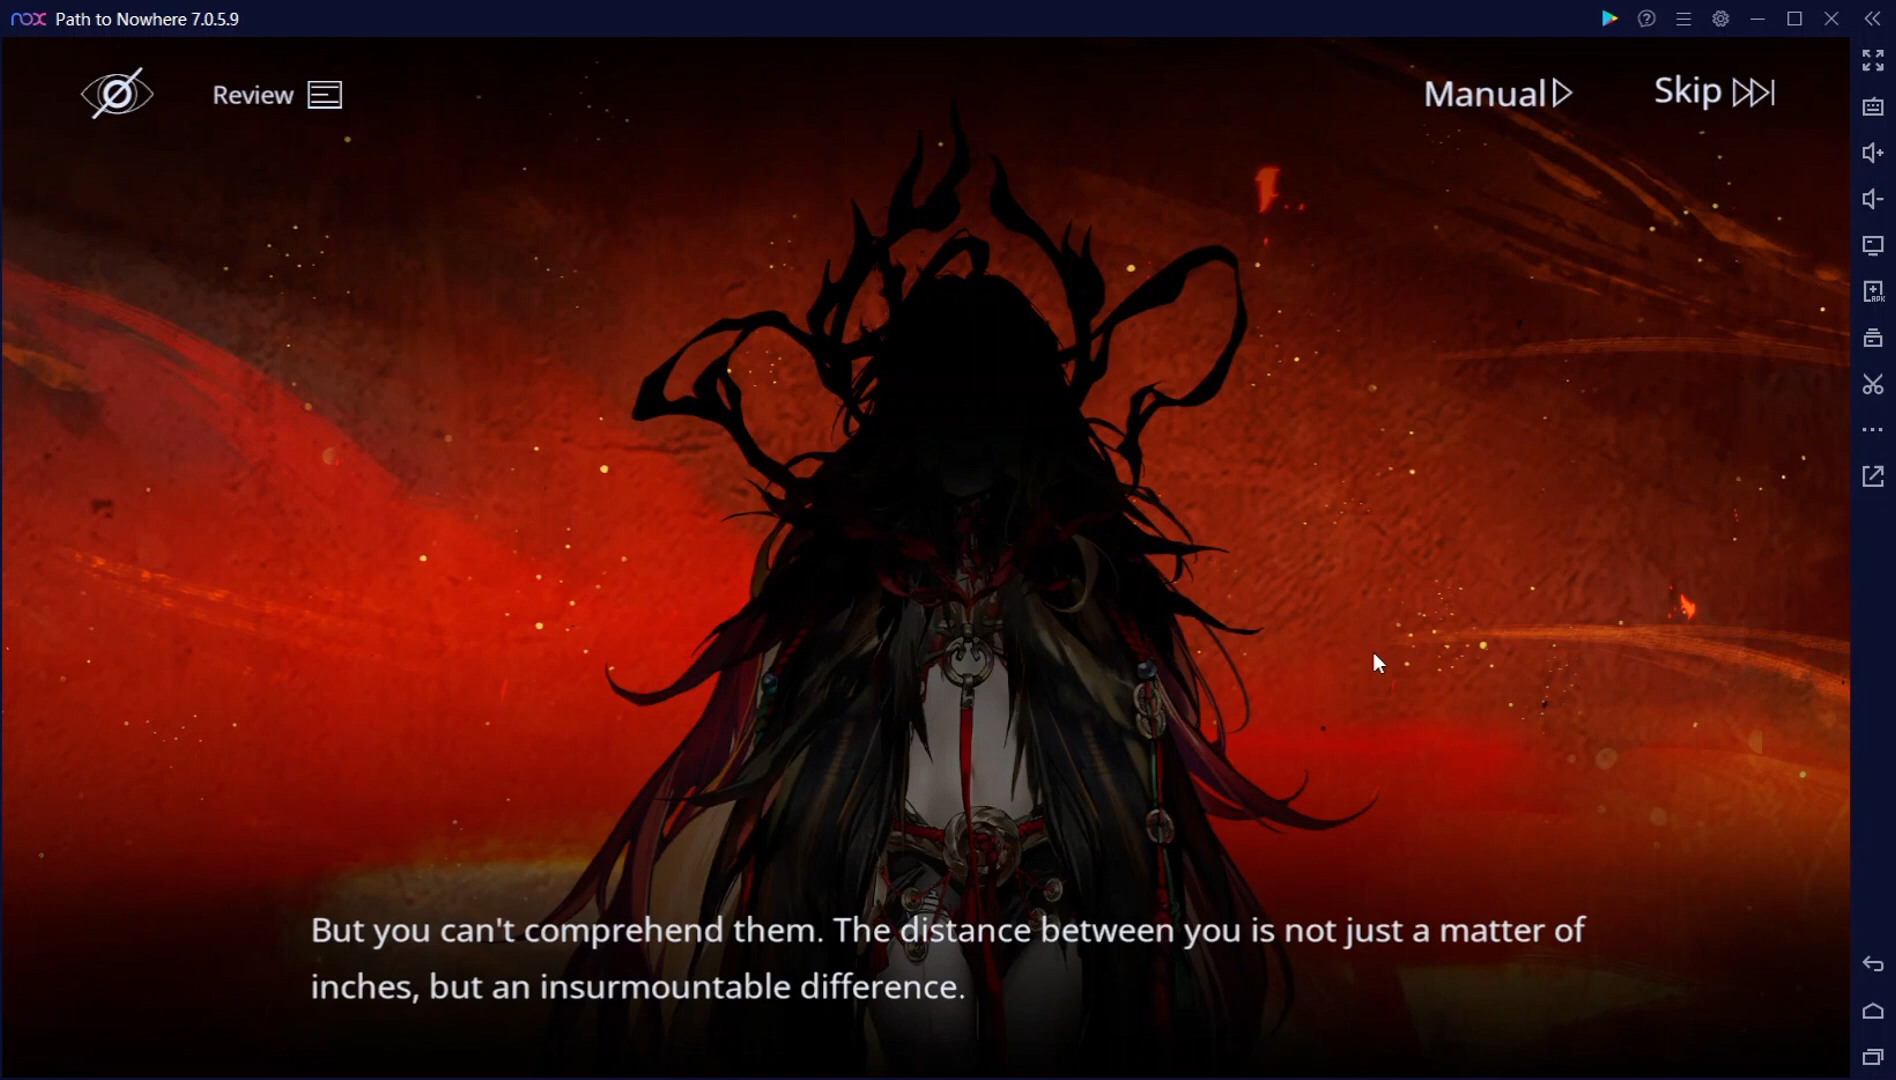 nox Path to Nowhere 7.0.5.9
Review
Manual
Skip
But you can't comprehend them. The distance between you is not just a matter of
inches, but an insurmountable difference.